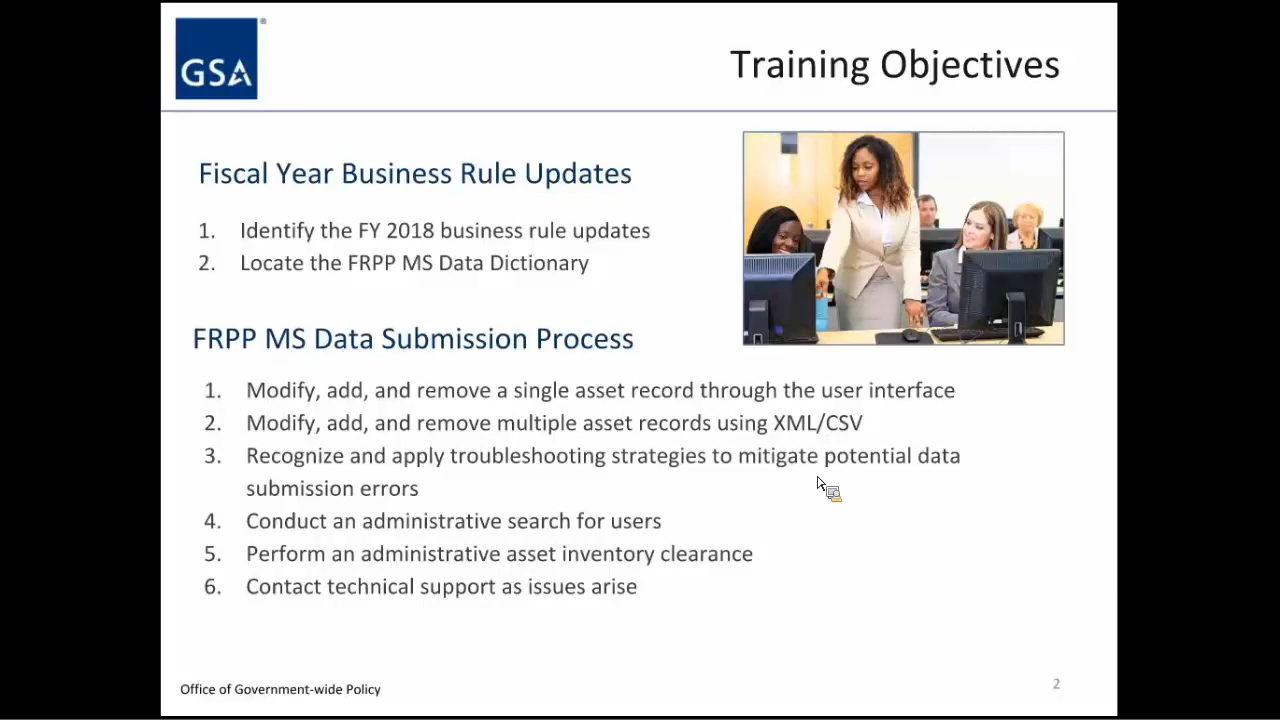 GSA
®
Training Objectives
Fiscal Year Business Rule Updates
1. Identify the FY 2018 business rule updates
2. Locate the FRPP MS Data Dictionary
FRPP MS Data Submission Process
1. Modify, add, and remove a single asset record through the user interface
2. Modify, add, and remove multiple asset records using XML/CSV
3. Recognize and apply troubleshooting strategies to mitigate potential data
submission errors
4. Conduct an administrative search for users
5. Perform an administrative asset inventory clearance
6. Contact technical support as issues arise
Office of Government-wide Policy
2